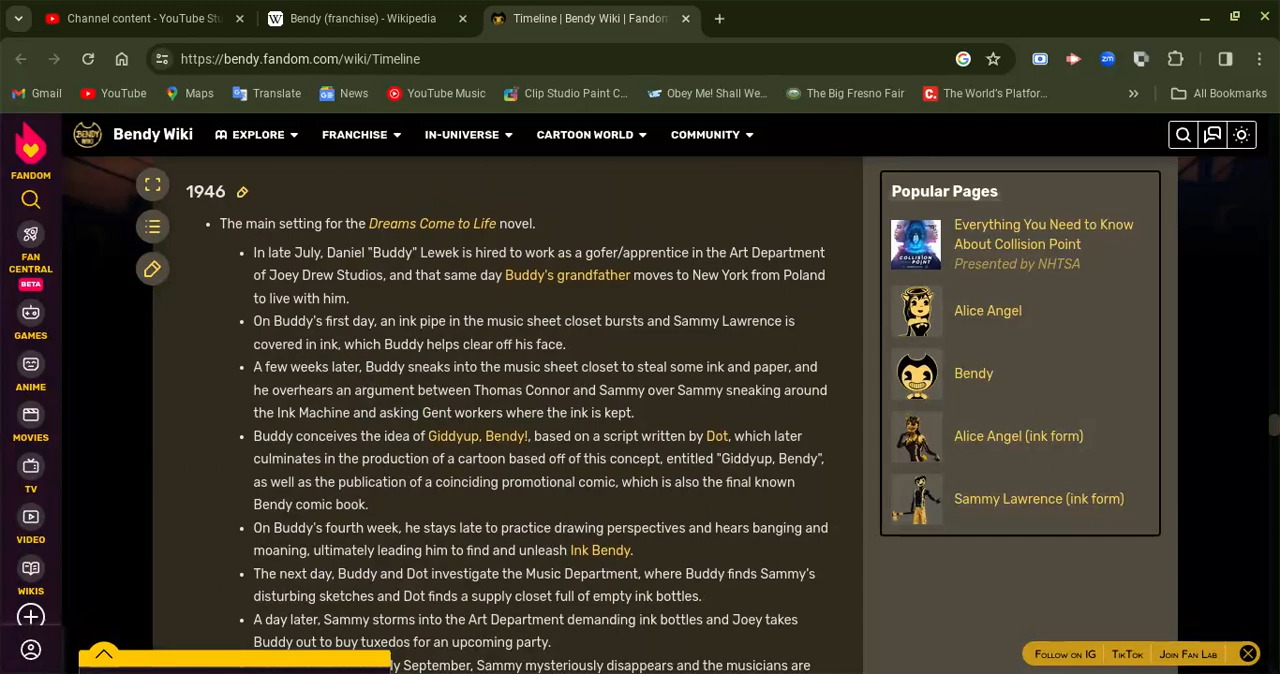 Channel content - YouTube Stu
Bendy (franchise) - Wikipedia
Timeline | Bendy Wiki | Fandom
https://bendy.fandom.com/wiki/Timeline
Gmail
YouTube
Maps
Translate
News
YouTube Music
Clip Studio Paint C...
Obey Me! Shall We...
The Big Fresno Fair
The World's Platfor...
All Bookmarks
Bendy Wiki
EXPLORE
FRANCHISE
IN-UNIVERSE
CARTOON WORLD
COMMUNITY
FANDOM
FAN
CENTRAL
BETA
GAMES
ANIME
MOVIES
TV
VIDEO
WIKIS
1946
The main setting for the Dreams Come to Life novel.
In late July, Daniel "Buddy" Lewek is hired to work as a gofer/apprentice in the Art Department
of Joey Drew Studios, and that same day Buddy's grandfather moves to New York from Poland
to live with him.
On Buddy's first day, an ink pipe in the music sheet closet bursts and Sammy Lawrence is
covered in ink, which Buddy helps clear off his face.
A few weeks later, Buddy sneaks into the music sheet closet to steal some ink and paper, and
he overhears an argument between Thomas Connor and Sammy over Sammy sneaking around
the Ink Machine and asking Gent workers where the ink is kept.
Buddy conceives the idea of Giddyup, Bendy!, based on a script written by Dot, which later
culminates in the production of a cartoon based off of this concept, entitled "Giddyup, Bendy",
as well as the publication of a coinciding promotional comic, which is also the final known
Bendy comic book.
On Buddy's fourth week, he stays late to practice drawing perspectives and hears banging and
moaning, ultimately leading him to find and unleash Ink Bendy.
The next day, Buddy and Dot investigate the Music Department, where Buddy finds Sammy's
disturbing sketches and Dot finds a supply closet full of empty ink bottles.
A day later, Sammy storms into the Art Department demanding ink bottles and Joey takes
Buddy out to buy tuxedos for an upcoming party.
ly September, Sammy mysteriously disappears and the musicians are
Popular Pages
Everything You Need to Know
About Collision Point
Presented by NHTSA
Alice Angel
Bendy
Alice Angel (ink form)
Sammy Lawrence (ink form)
Follow on IG
TikTok
Join Fan Lab